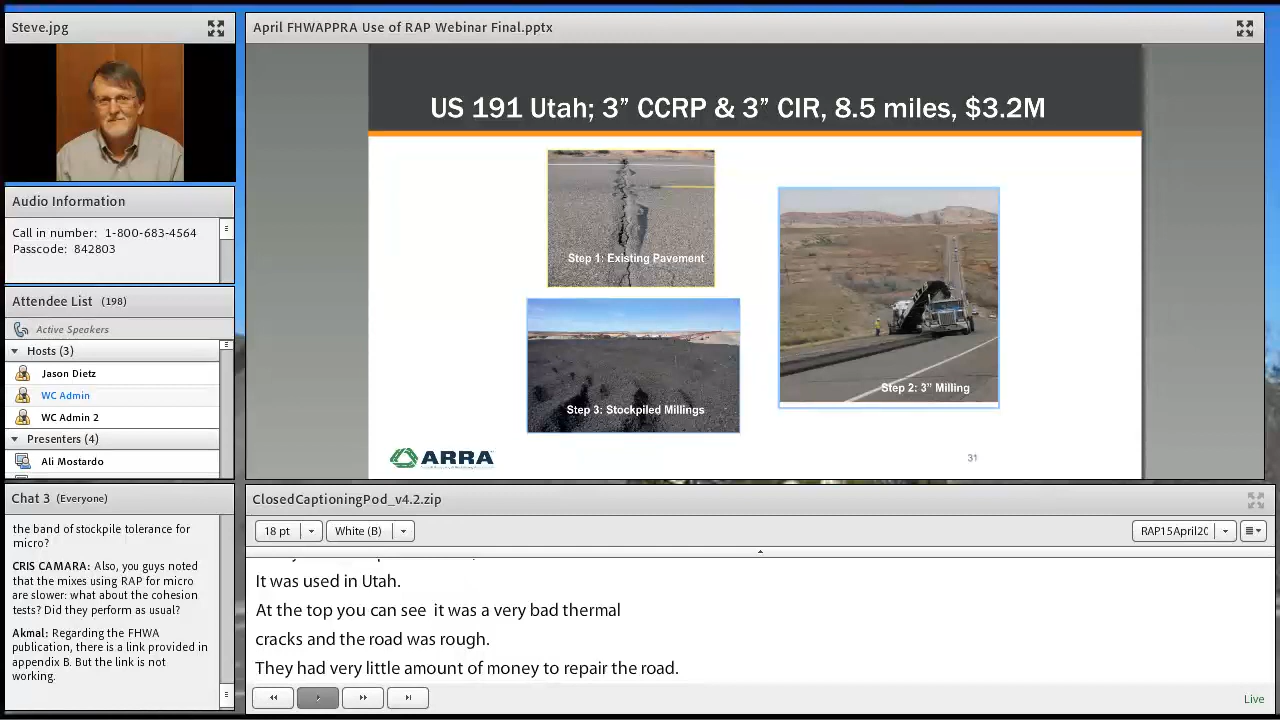 Steve.jpg
Audio Information
Call in number: 1-800-683-4564
Passcode: 842803
Attendee List (198)
Active Speakers
Hosts (3)
Jason Dietz
WC Admin
WC Admin 2
Presenters (4)
Ali Mostardo
Chat 3 (Everyone)
the band of stockpile tolerance for
micro?
CRIS CAMARA: Also, you guys noted
that the mixes using RAP for micro
are slower: what about the cohesion
tests? Did they perform as usual?
Akmal: Regarding the FHWA
publication, there is a link provided in
appendix B. But the link is not
working.
April FHWAPPRA Use of RAP Webinar Final.pptx
US 191 Utah; 3” CCRP & 3” CIR, 8.5 miles, $3.2M
Step 1: Existing Pavement
Step 2: 3” Milling
Step 3: Stockpiled Millings
ARRA
31
ClosedCaptioningPod_v4.2.zip
18 pt
White (B)
RAP15April20
It was used in Utah.
At the top you can see it was a very bad thermal
cracks and the road was rough.
They had very little amount of money to repair the road.
Live